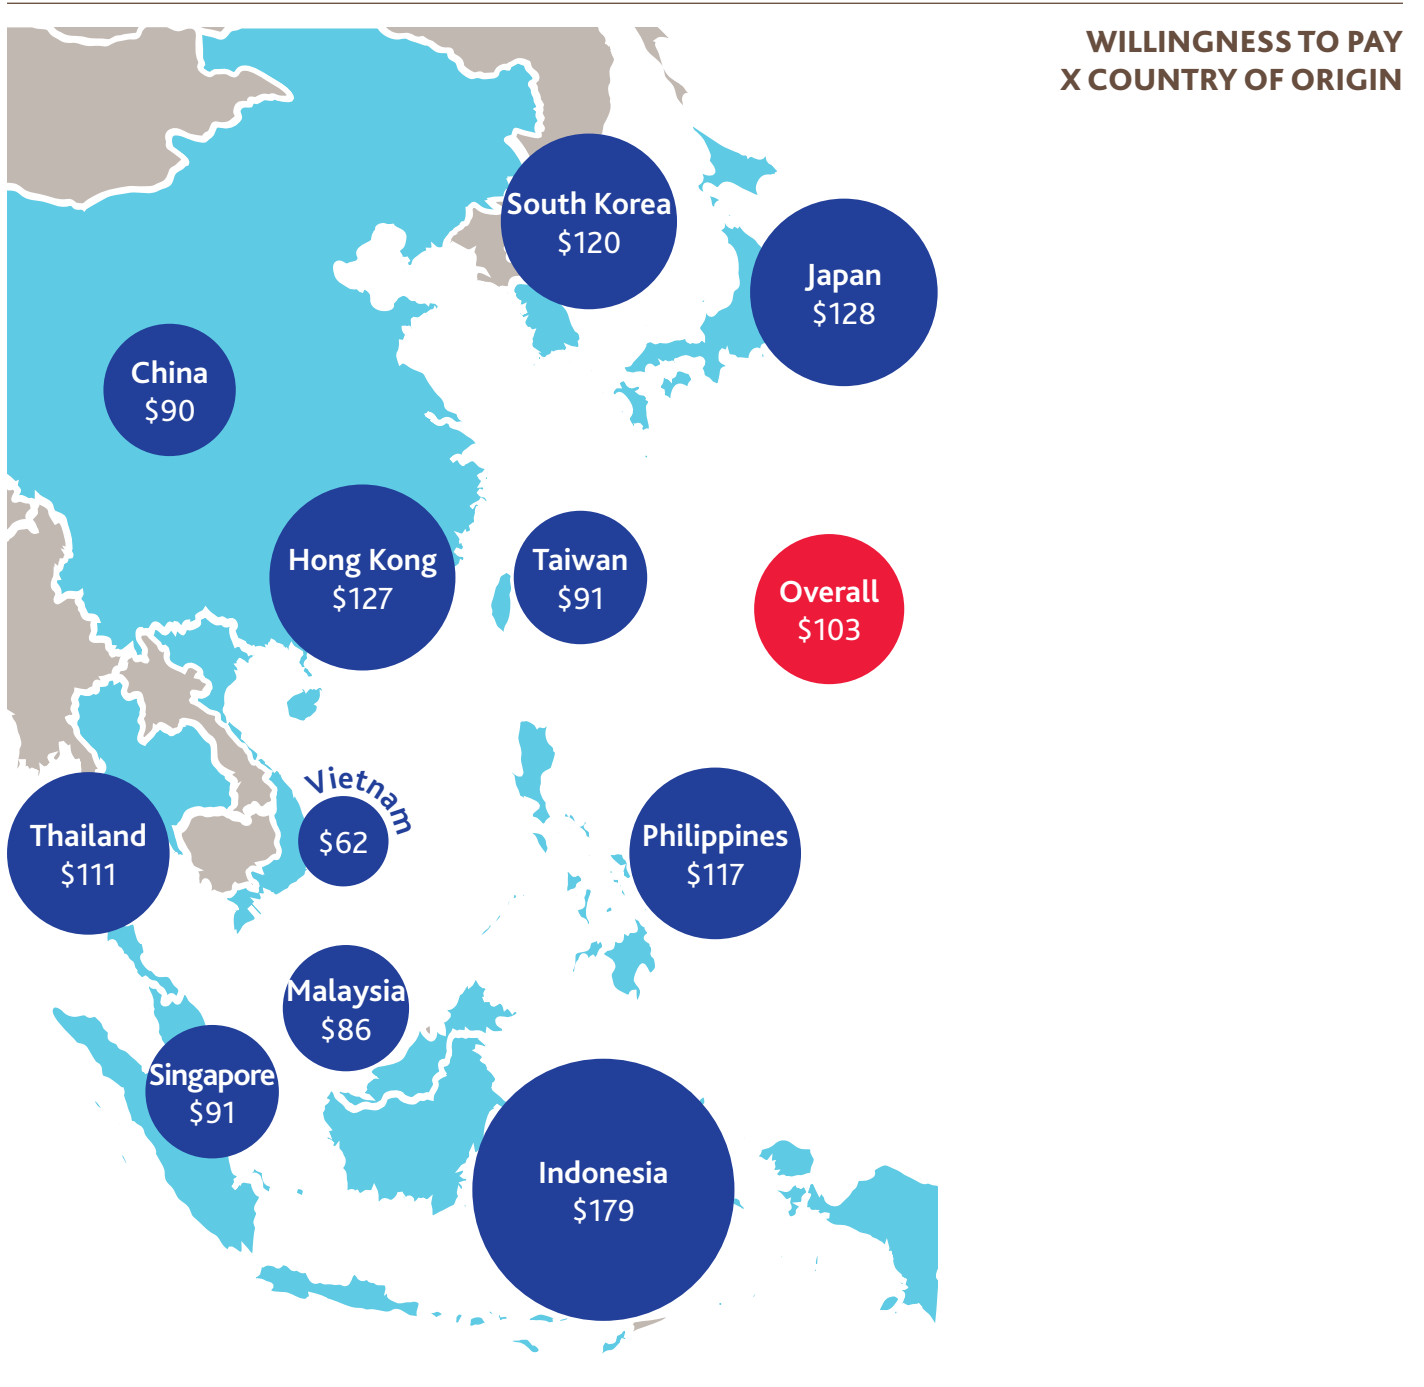 WILLINGNESS TO PAY
X COUNTRY OF ORIGIN
South Korea
$120
Japan
$128
China
$90
Hong Kong
$127
Taiwan
$91
Overall
$103
Vietnam
$62
Thailand
$111
Philippines
$117
Malaysia
$86
Singapore
$91
Indonesia
$179